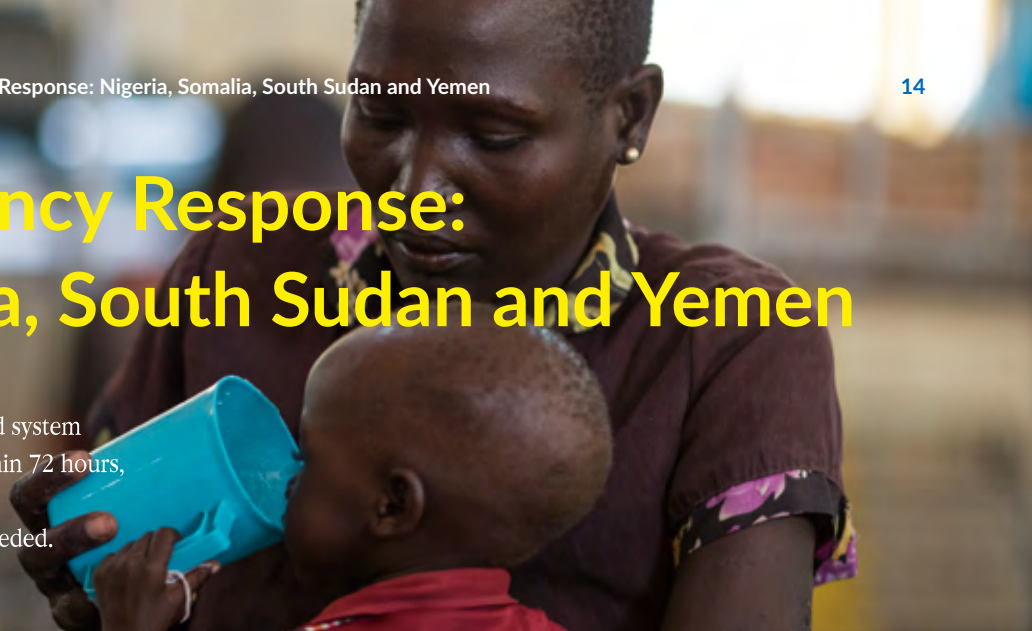 Response: Nigeria, Somalia, South Sudan and Yemen
14
ncy Response:
a, South Sudan and Yemen
d system
in 72 hours,
eded.